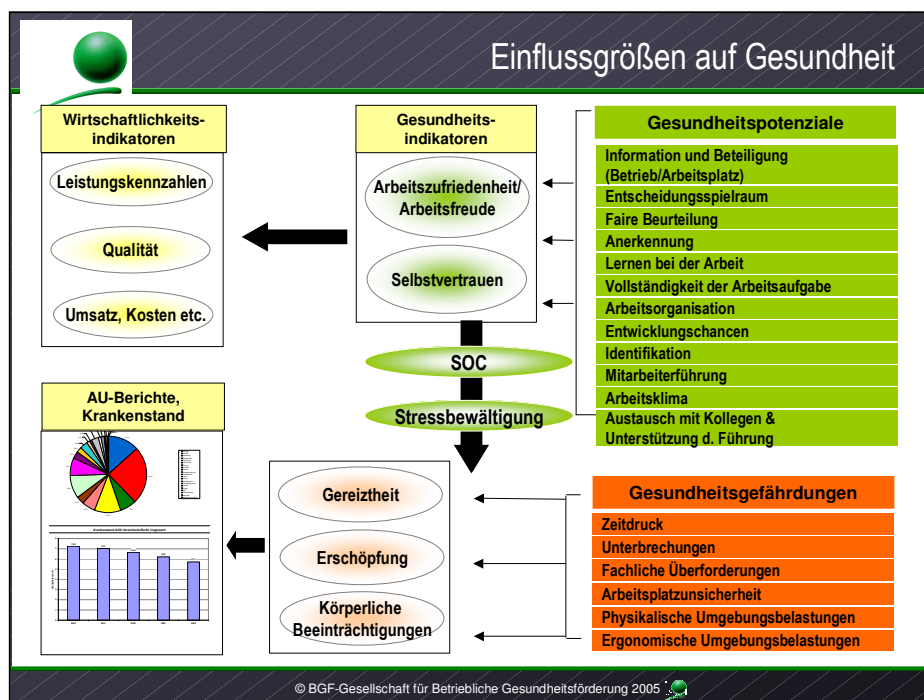 Einflussgrößen auf Gesundheit
Wirtschaftlichkeits-
indikatoren
Leistungskennzahlen
Qualität
Umsatz, Kosten etc.
Gesundheits-
indikatoren
Arbeitszufriedenheit/
Arbeitsfreude
Selbstvertrauen
SOC
Stressbewältigung
Gesundheitspotenziale
Information und Beteiligung
(Betrieb/Arbeitsplatz)
Entscheidungsspielraum
Faire Beurteilung
Anerkennung
Lernen bei der Arbeit
Vollständigkeit der Arbeitsaufgabe
Arbeitsorganisation
Entwicklungschancen
Identifikation
Mitarbeiterführung
Arbeitsklima
Austausch mit Kollegen &
Unterstützung d. Führung
AU-Berichte,
Krankenstand
Gereiztheit
Erschöpfung
Körperliche
Beeinträchtigungen
Gesundheitsgefährdungen
Zeitdruck
Unterbrechungen
Fachliche Überforderungen
Arbeitsplatzunsicherheit
Physikalische Umgebungsbelastungen
Ergonomische Umgebungsbelastungen
© BGF-Gesellschaft für Betriebliche Gesundheitsförderung 2005